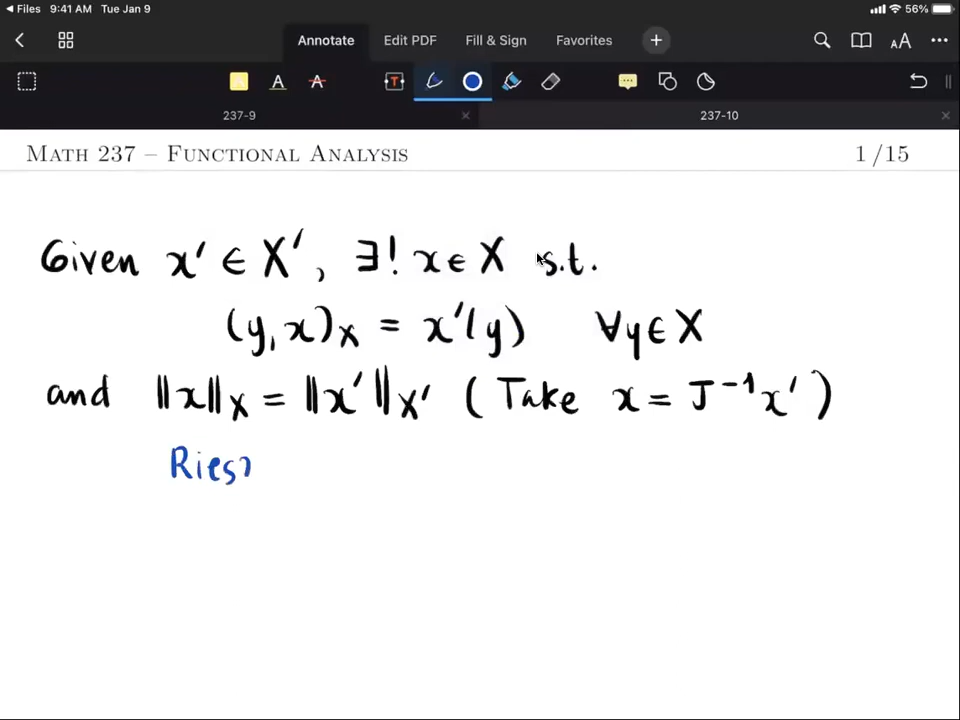 Files 9:41 AM Tue Jan 9 56%
Annotate Edit PDF Fill & Sign Favorites
237-9 237-10
MATH 237 – FUNCTIONAL ANALYSIS 1 /15
Given x' ∈ X', ∃! x ∈ X s.t.
(y, x)_X = x'(y) ∀y ∈ X
and ‖x‖_X = ‖x'‖_X' (Take x = J⁻¹x')
Riesz